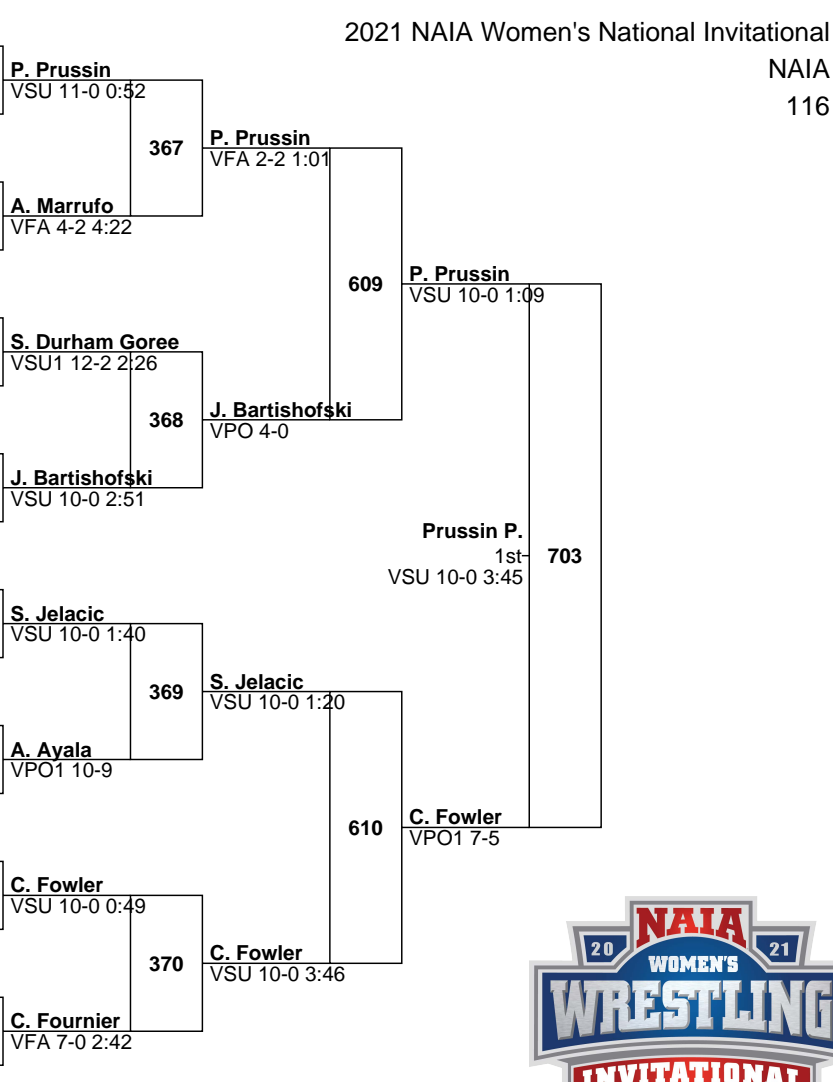 2021 NAIA Women's National Invitational
NAIA
116
P. Prussin
VSU 11-0 0:52
367
P. Prussin
VFA 2-2 1:01
A. Marrufo
VFA 4-2 4:22
609
P. Prussin
VSU 10-0 1:09
S. Durham Goree
VSU1 12-2 2:26
368
J. Bartishofski
VPO 4-0
J. Bartishofski
VSU 10-0 2:51
Prussin P.
1st
VSU 10-0 3:45
703
S. Jelacic
VSU 10-0 1:40
369
S. Jelacic
VSU 10-0 1:20
A. Ayala
VPO1 10-9
610
C. Fowler
VPO1 7-5
C. Fowler
VSU 10-0 0:49
370
C. Fowler
VSU 10-0 3:46
C. Fournier
VFA 7-0 2:42
NAIA
20 21
WOMEN'S
WRESTLING
INVITATIONAL